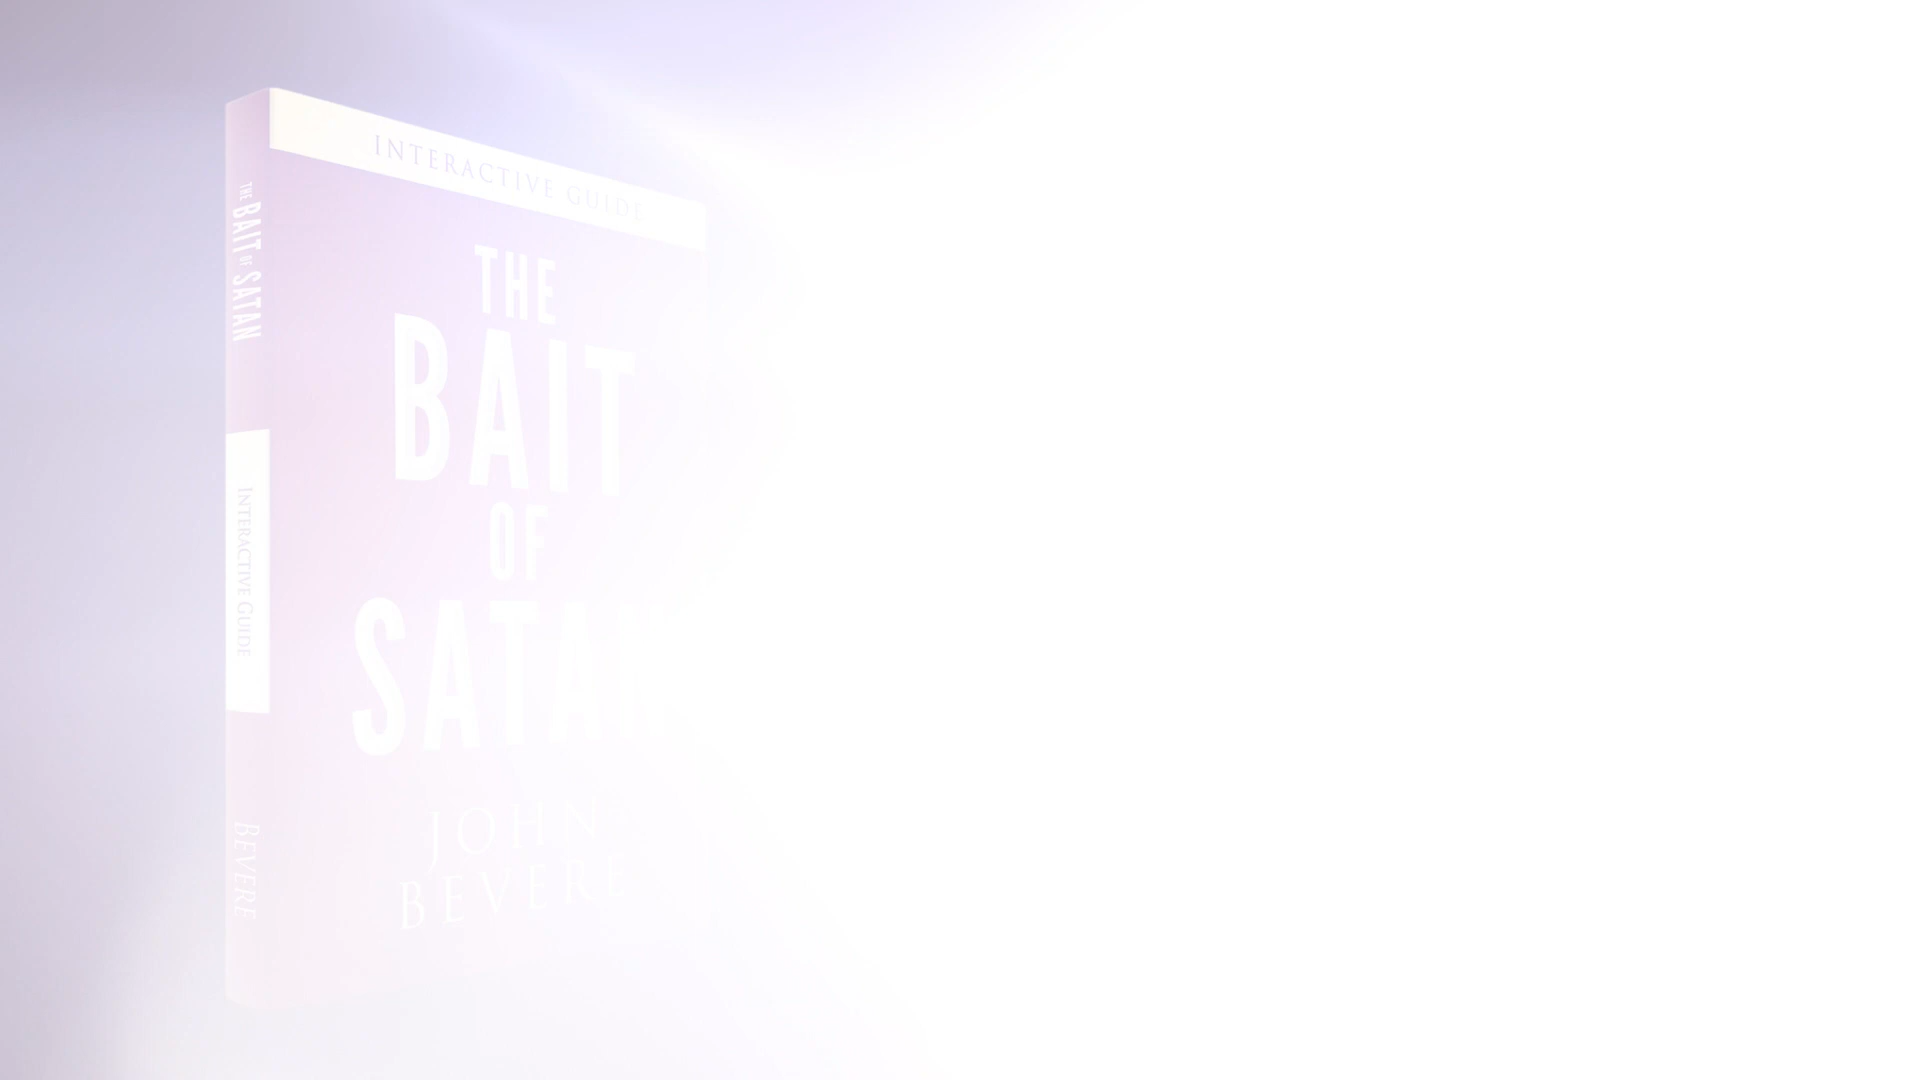 THE BAIT OF SATAN
INTERACTIVE GUIDE
BEVERE
INTERACTIVE GUIDE
THE
BAIT
OF
SATAN
JOHN
BEVERE